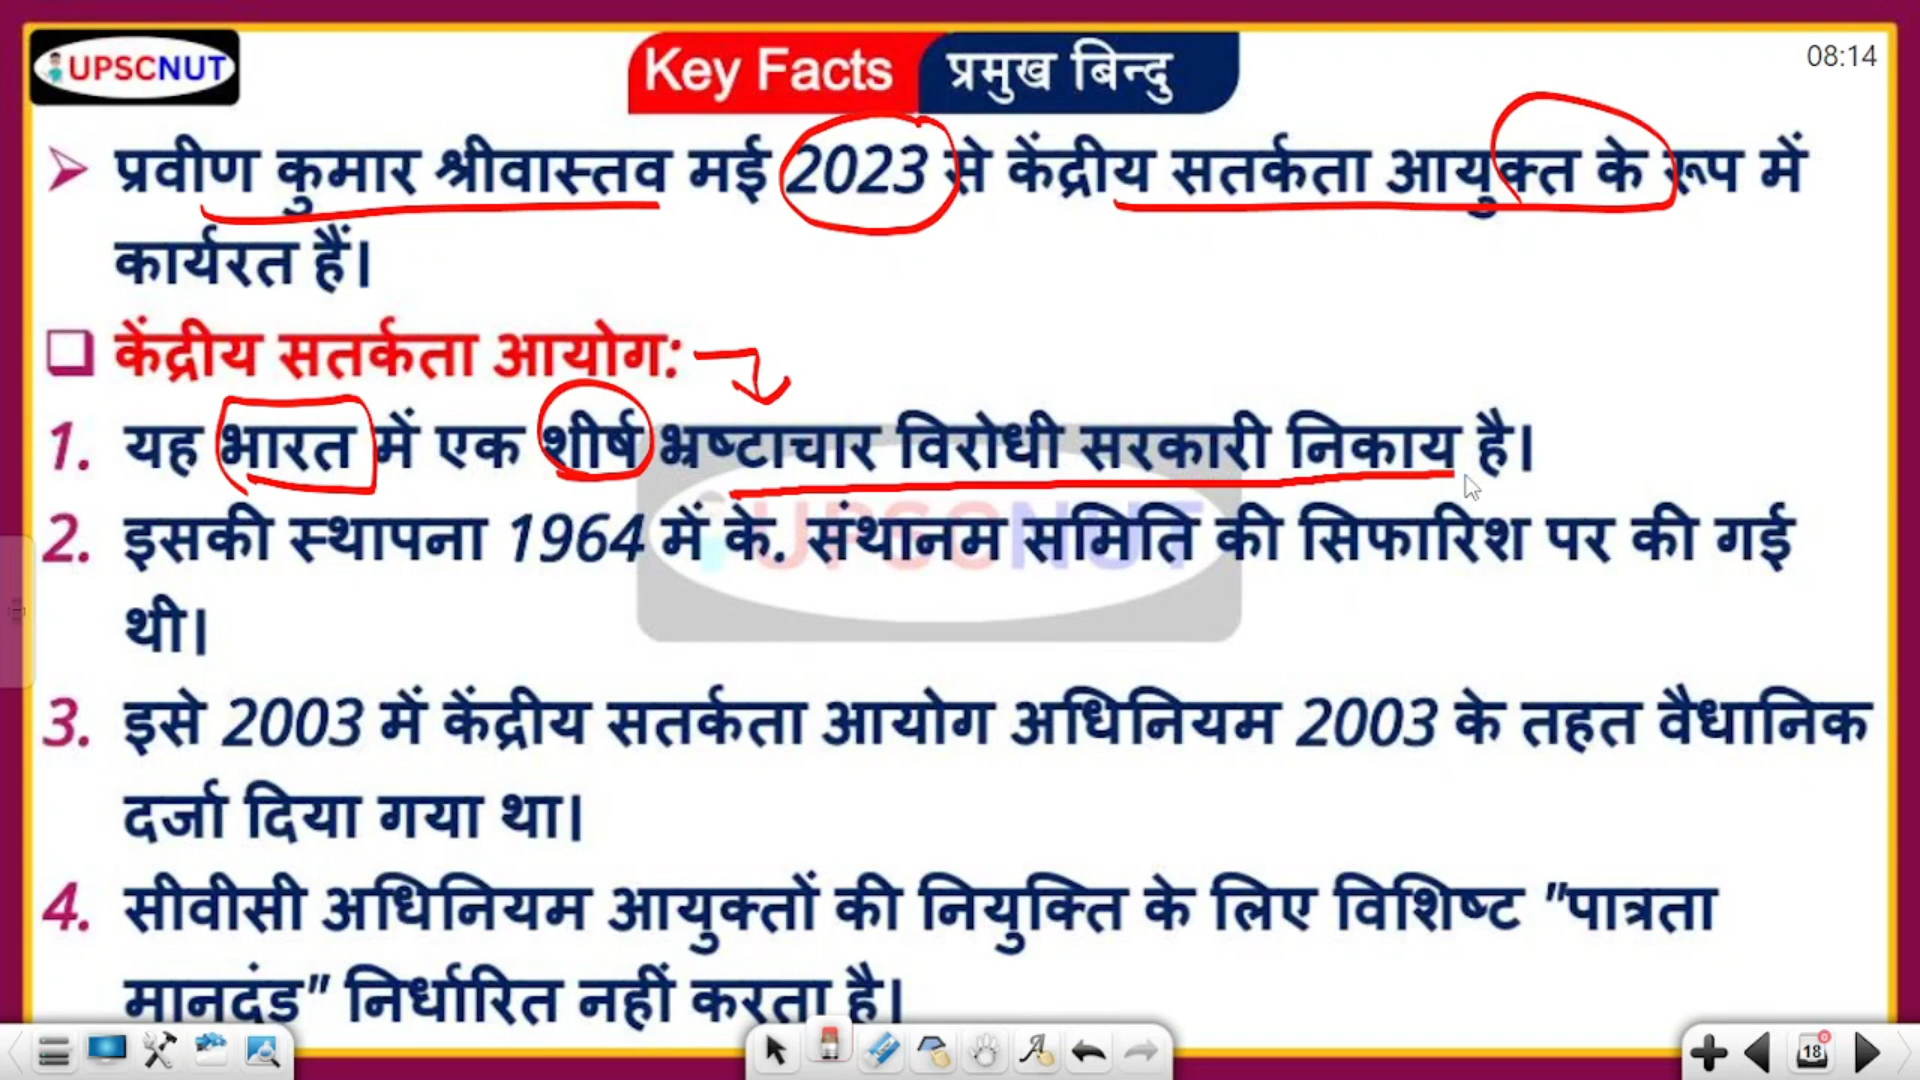 UPSCNUT
Key Facts प्रमुख बिन्दु
08:14
प्रवीण कुमार श्रीवास्तव मई 2023 से केंद्रीय सतर्कता आयुक्त के रूप में
कार्यरत हैं।
केंद्रीय सतर्कता आयोग:
1. यह भारत में एक शीर्ष भ्रष्टाचार विरोधी सरकारी निकाय है।
2. इसकी स्थापना 1964 में के. संथानम समिति की सिफारिश पर की गई
थी।
3. इसे 2003 में केंद्रीय सतर्कता आयोग अधिनियम 2003 के तहत वैधानिक
दर्जा दिया गया था।
4. सीवीसी अधिनियम आयुक्तों की नियुक्ति के लिए विशिष्ट "पात्रता
मानदंड" निर्धारित नहीं करता है।
UPSCNUT
18